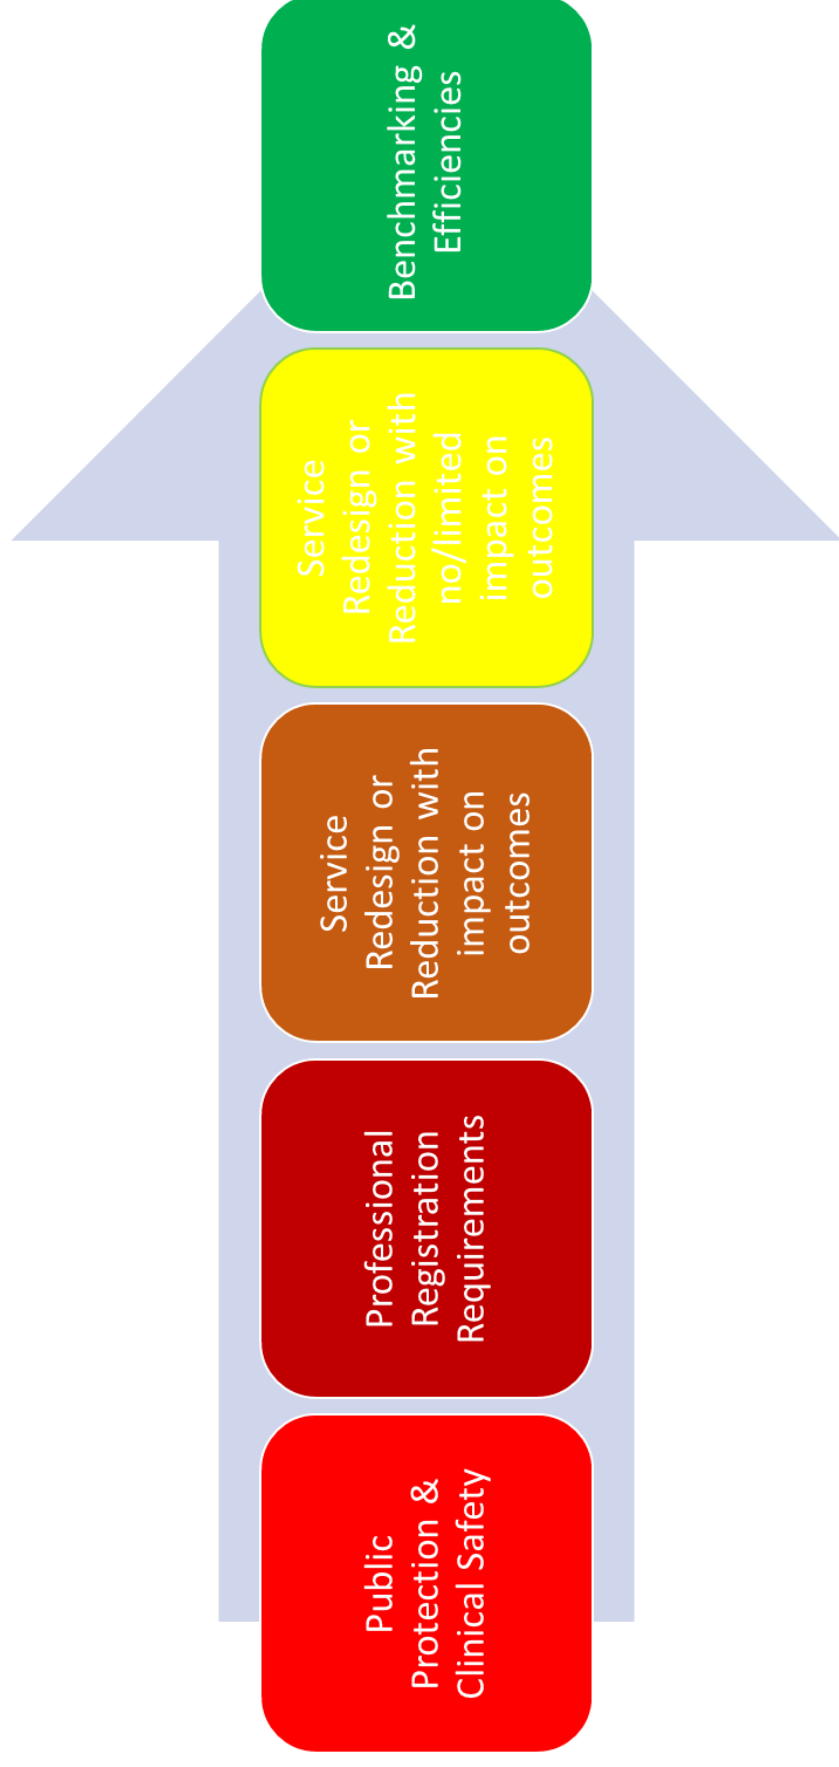 Public
Protection &
Clinical Safety
Professional
Registration
Requirements
Service
Redesign or
Reduction with
impact on
outcomes
Service
Redesign or
Reduction with
no/limited
impact on
outcomes
Benchmarking &
Efficiencies